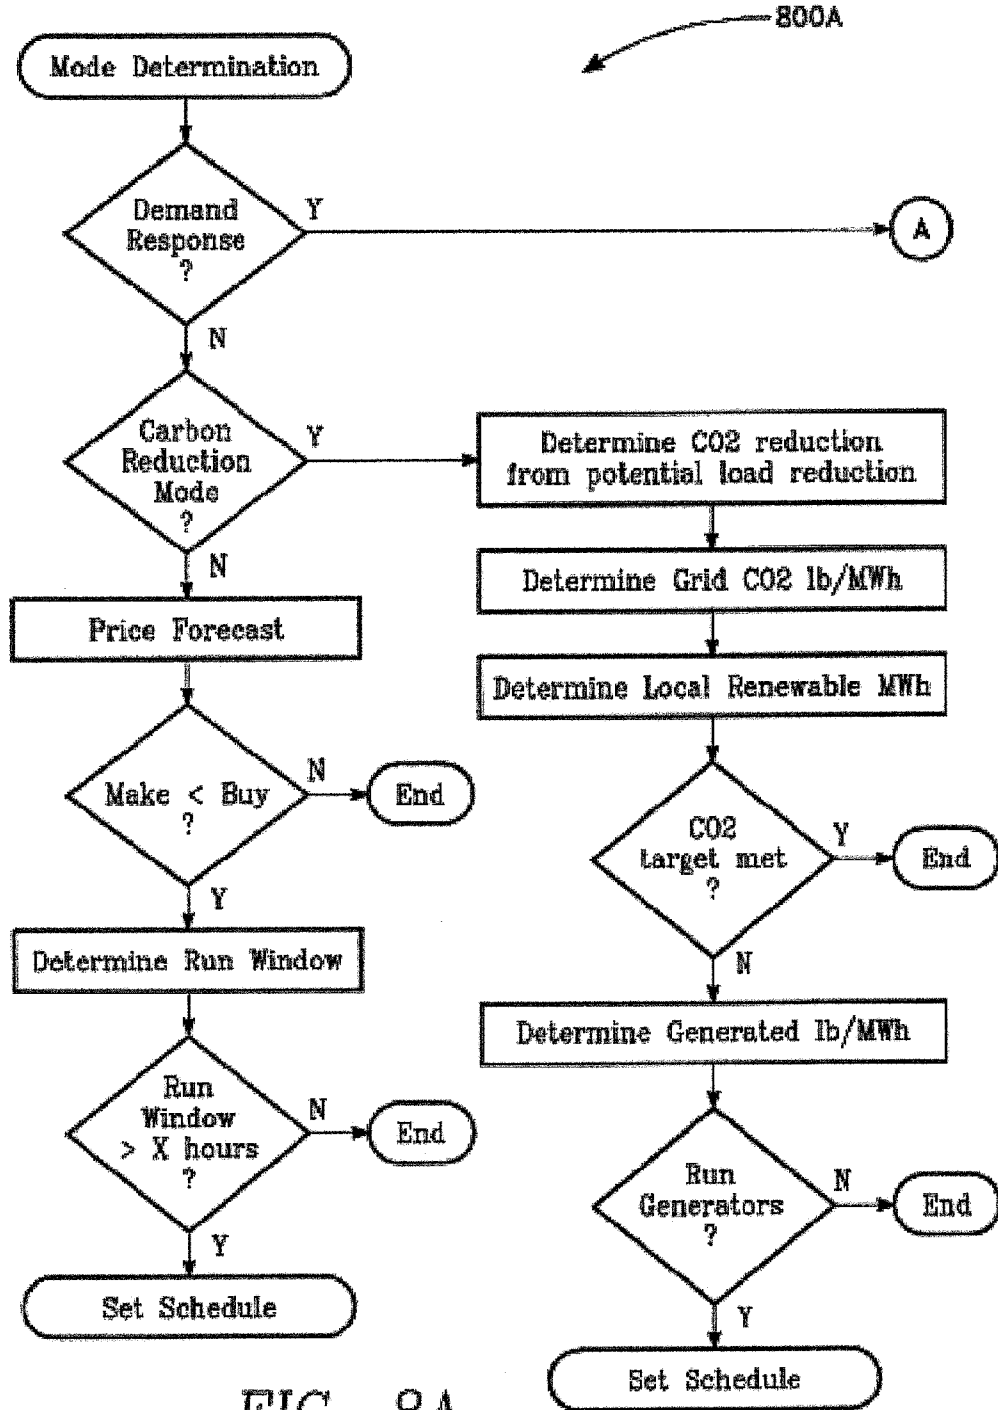 800A
Mode Determination
Demand
Response
?
Y
A
N
Carbon
Reduction
Mode
?
Y
N
Price Forecast
Make < Buy
?
N
End
Y
Determine Run Window
Run
Window
> X hours
?
N
End
Y
Set Schedule
Determine CO2 reduction
from potential load reduction
Determine Grid CO2 lb/MWh
Determine Local Renewable MWh
CO2
target met
?
Y
End
N
Determine Generated lb/MWh
Run
Generators
?
N
End
Y
Set Schedule
FIG. 8A